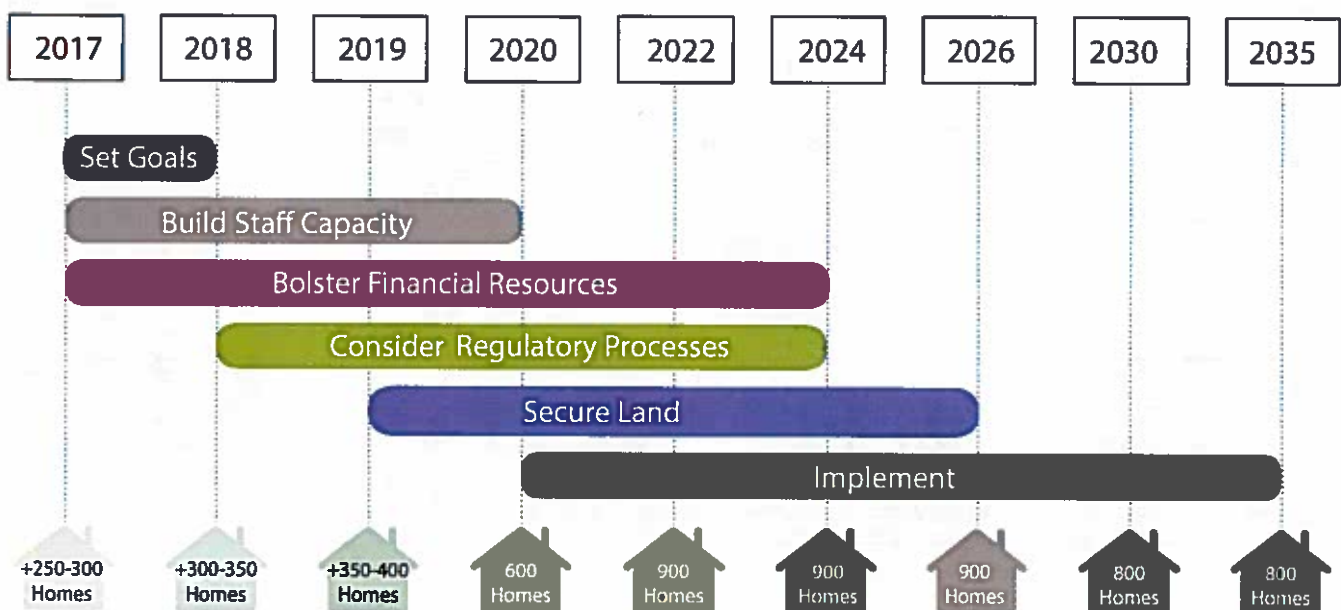 2017 2018 2019 2020 2022 2024 2026 2030 2035
Set Goals
Build Staff Capacity
Bolster Financial Resources
Consider Regulatory Processes
Secure Land
Implement
+250-300 +300-350 +350-400 600 900 900 900 800 800
Homes Homes Homes Homes Homes Homes Homes Homes Homes